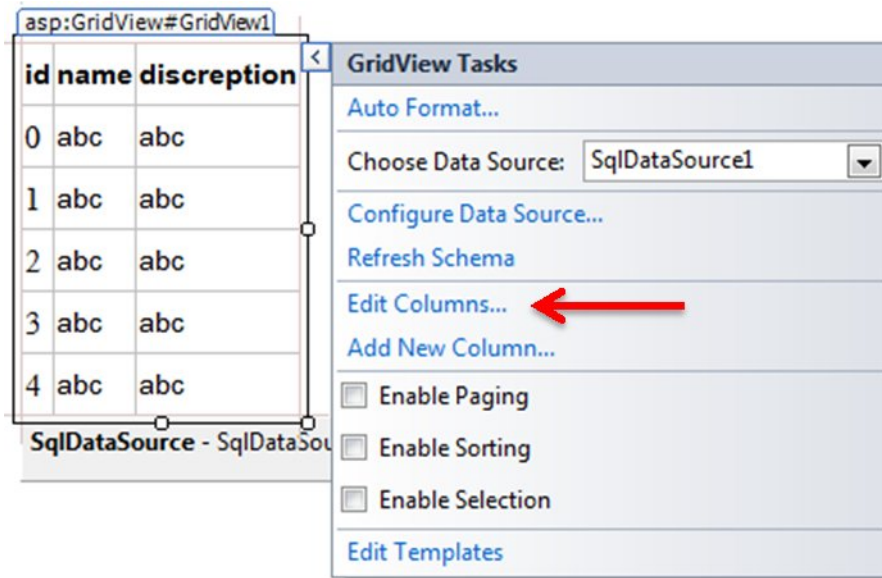 asp:GridView#GridView1
id name discreption
0 abc abc
1 abc abc
2 abc abc
3 abc abc
4 abc abc
SqlDataSource - SqlDataSou
GridView Tasks
Auto Format...
Choose Data Source: SqlDataSource1
Configure Data Source...
Refresh Schema
Edit Columns...
Add New Column...
Enable Paging
Enable Sorting
Enable Selection
Edit Templates